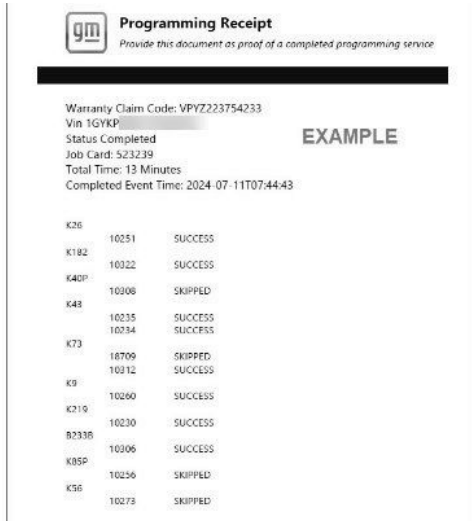 gm
Programming Receipt
Provide this document as proof of a completed programming service
Warranty Claim Code: VPYZ223754233
Vin 1GYKP
Status Completed
EXAMPLE
Job Card: 523239
Total Time: 13 Minutes
Completed Event Time: 2024-07-11T07:44:43
K26
10251 SUCCESS
K182
10322 SUCCESS
K40P
10308 SKIPPED
K43
10235 SUCCESS
10234 SUCCESS
K73
18709 SKIPPED
10312 SUCCESS
K9
10260 SUCCESS
K219
10230 SUCCESS
B233B
10306 SUCCESS
K85P
10256 SKIPPED
K56
10273 SKIPPED